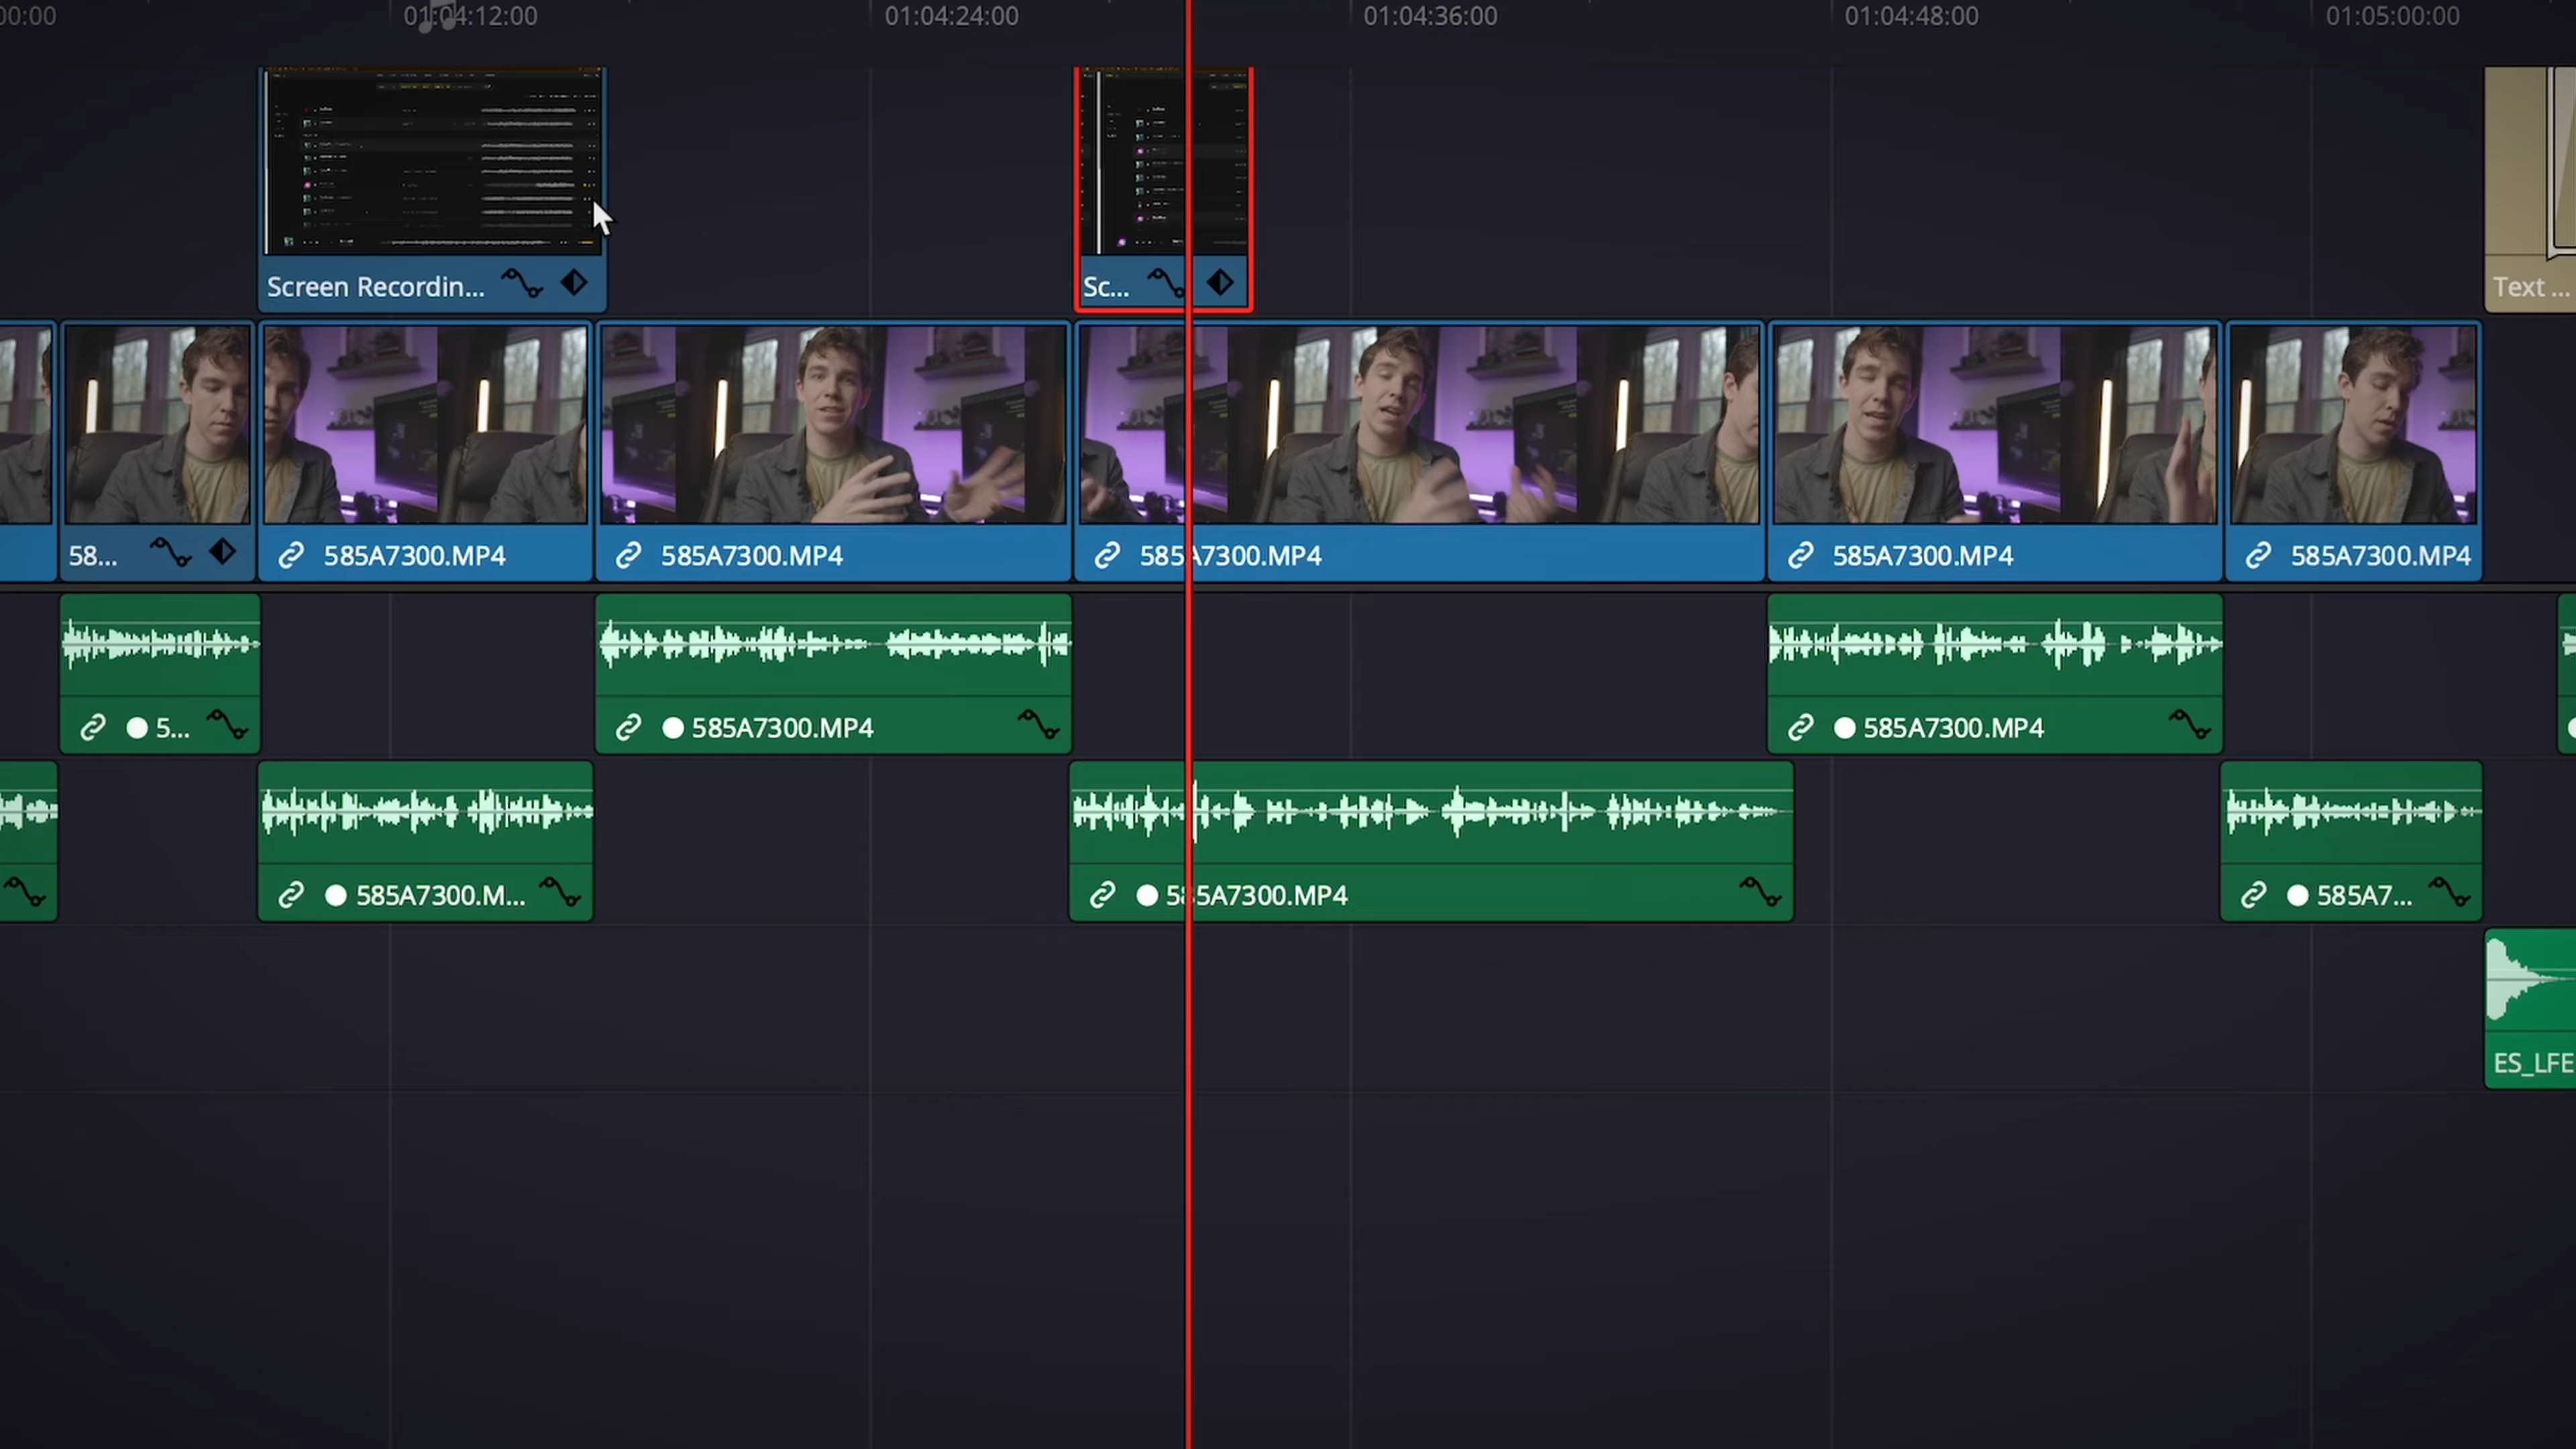 00:00
01:04:12:00
01:04:24:00
01:04:36:00
01:04:48:00
01:05:00:00
Screen Recordin...
Sc...
Text ...
58...
585A7300.MP4
585A7300.MP4
585A7300.MP4
585A7300.MP4
585A7300.MP4
5...
585A7300.MP4
585A7300.MP4
585A7300.M...
585A7300.MP4
585A7...
ES_LFE